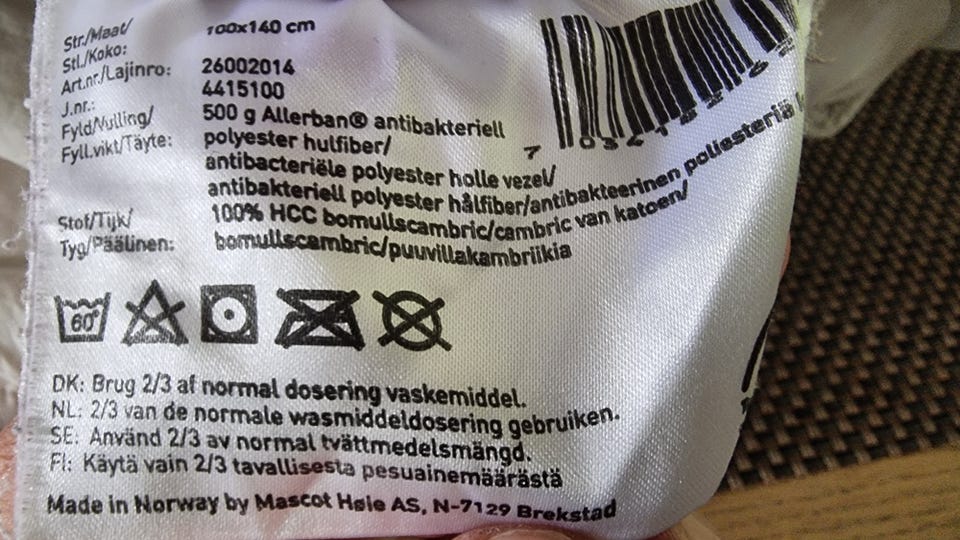 Str./Maat/ 100x140 cm
Stl./Koko:
Art.nr./Lajinro: 26002014
J.nr.: 4415100
Fyld/Vulling/ 500 g Allerban® antibakteriell
Fyll.vikt/Täyte: polyester hulfiber/
antibacteriële polyester holle vezel/
antibakteriell polyester hålfiber/antibakteerinen poliesteriä
Stof/Tijk/ 100% HCC bomullscambric/cambric van katoen/
Tyg/Päälinen: bomullscambric/puuvillakambriikia
60°
DK: Brug 2/3 af normal dosering vaskemiddel.
NL: 2/3 van de normale wasmiddeldosering gebruiken.
SE: Använd 2/3 av normal tvättmedelsmängd.
FI: Käytä vain 2/3 tavallisesta pesuainemäärästä
Made in Norway by Mascot Høie AS, N-7129 Brekstad